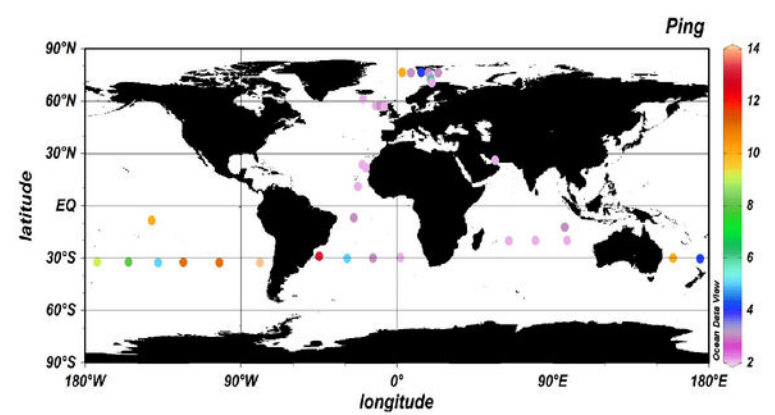 Ping
90°N
60°N
30°N
EQ
30°S
60°S
90°S
latitude
180°W
90°W
0°
90°E
180°E
longitude
14
12
10
8
6
4
2
Ocean Data View